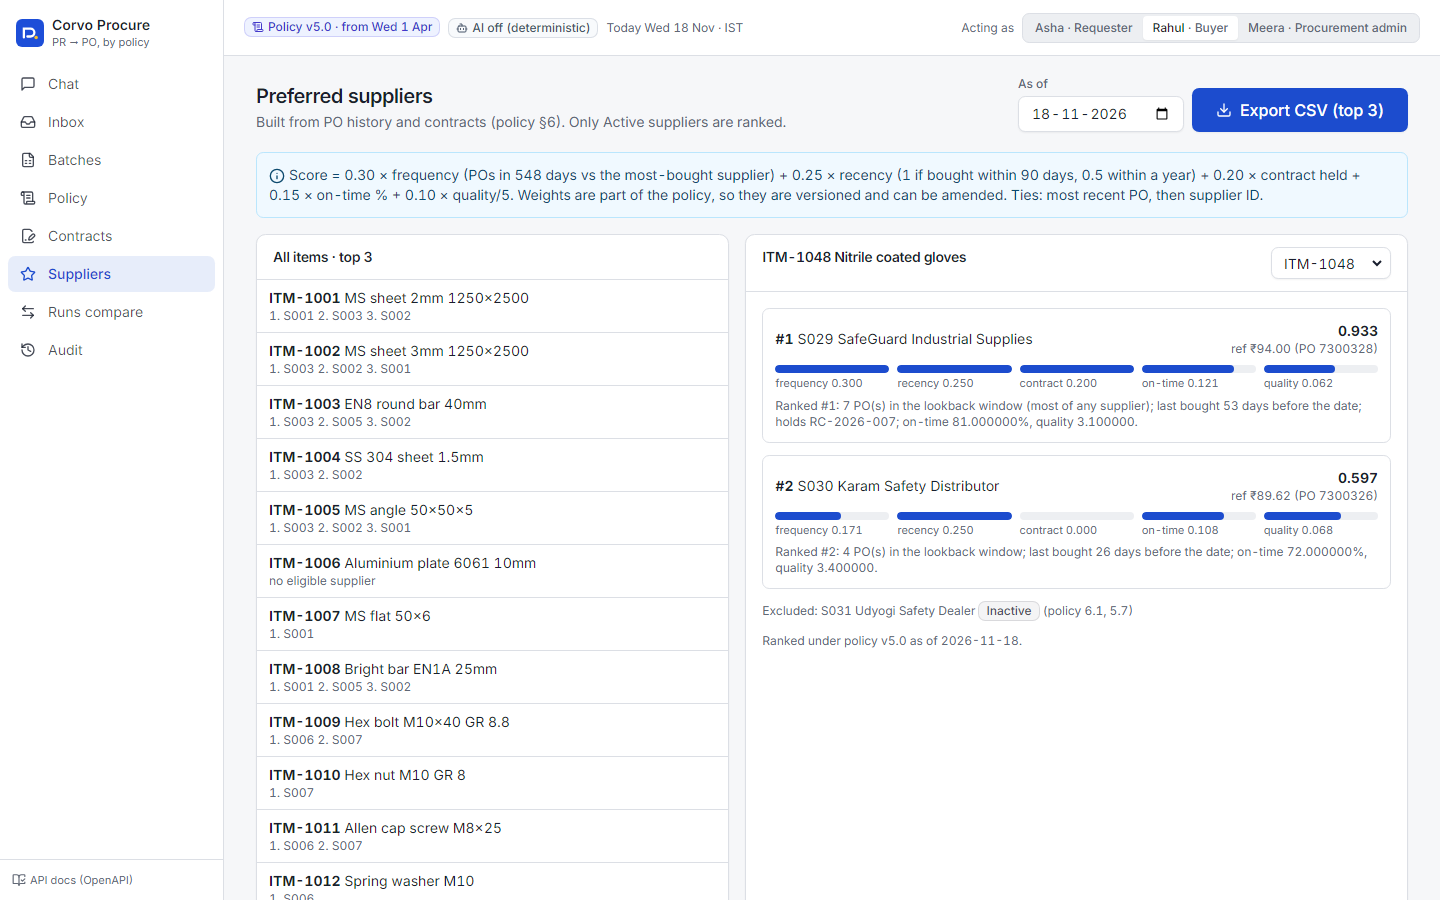 Corvo Procure
PR → PO, by policy
Chat
Inbox
Batches
Policy
Contracts
Suppliers
Runs compare
Audit
API docs (OpenAPI)
Policy v5.0 · from Wed 1 Apr
AI off (deterministic)
Today Wed 18 Nov · IST
Acting as
Asha · Requester
Rahul · Buyer
Meera · Procurement admin
Preferred suppliers
Built from PO history and contracts (policy §6). Only Active suppliers are ranked.
As of
18-11-2026
Export CSV (top 3)
Score = 0.30 × frequency (POs in 548 days vs the most-bought supplier) + 0.25 × recency (1 if bought within 90 days, 0.5 within a year) + 0.20 × contract held +
0.15 × on-time % + 0.10 × quality/5. Weights are part of the policy, so they are versioned and can be amended. Ties: most recent PO, then supplier ID.
All items · top 3
ITM-1001 MS sheet 2mm 1250×2500
1. S001 2. S003 3. S002
ITM-1002 MS sheet 3mm 1250×2500
1. S003 2. S002 3. S001
ITM-1003 EN8 round bar 40mm
1. S003 2. S005 3. S002
ITM-1004 SS 304 sheet 1.5mm
1. S003 2. S002
ITM-1005 MS angle 50×50×5
1. S003 2. S002 3. S001
ITM-1006 Aluminium plate 6061 10mm
no eligible supplier
ITM-1007 MS flat 50×6
1. S001
ITM-1008 Bright bar EN1A 25mm
1. S001 2. S005 3. S002
ITM-1009 Hex bolt M10×40 GR 8.8
1. S006 2. S007
ITM-1010 Hex nut M10 GR 8
1. S007
ITM-1011 Allen cap screw M8×25
1. S006 2. S007
ITM-1012 Spring washer M10
1. S006
ITM-1048 Nitrile coated gloves
ITM-1048
#1 S029 SafeGuard Industrial Supplies
0.933
ref ₹94.00 (PO 7300328)
frequency 0.300
recency 0.250
contract 0.200
on-time 0.121
quality 0.062
Ranked #1: 7 PO(s) in the lookback window (most of any supplier); last bought 53 days before the date;
holds RC-2026-007; on-time 81.000000%, quality 3.100000.
#2 S030 Karam Safety Distributor
0.597
ref ₹89.62 (PO 7300326)
frequency 0.171
recency 0.250
contract 0.000
on-time 0.108
quality 0.068
Ranked #2: 4 PO(s) in the lookback window; last bought 26 days before the date; on-time 72.000000%,
quality 3.400000.
Excluded: S031 Udyogi Safety Dealer Inactive (policy 6.1, 5.7)
Ranked under policy v5.0 as of 2026-11-18.